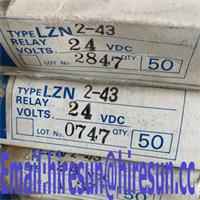 TYPE LZN 2-43
RELAY
VOLTS. 24 VDC
LOT No. 2847 QTY. 50
TYPE LZN 2-43
RELAY
VOLTS. 24 VDC
LOT No. 0747 QTY. 50
Email:hiresun@hiresun.cc